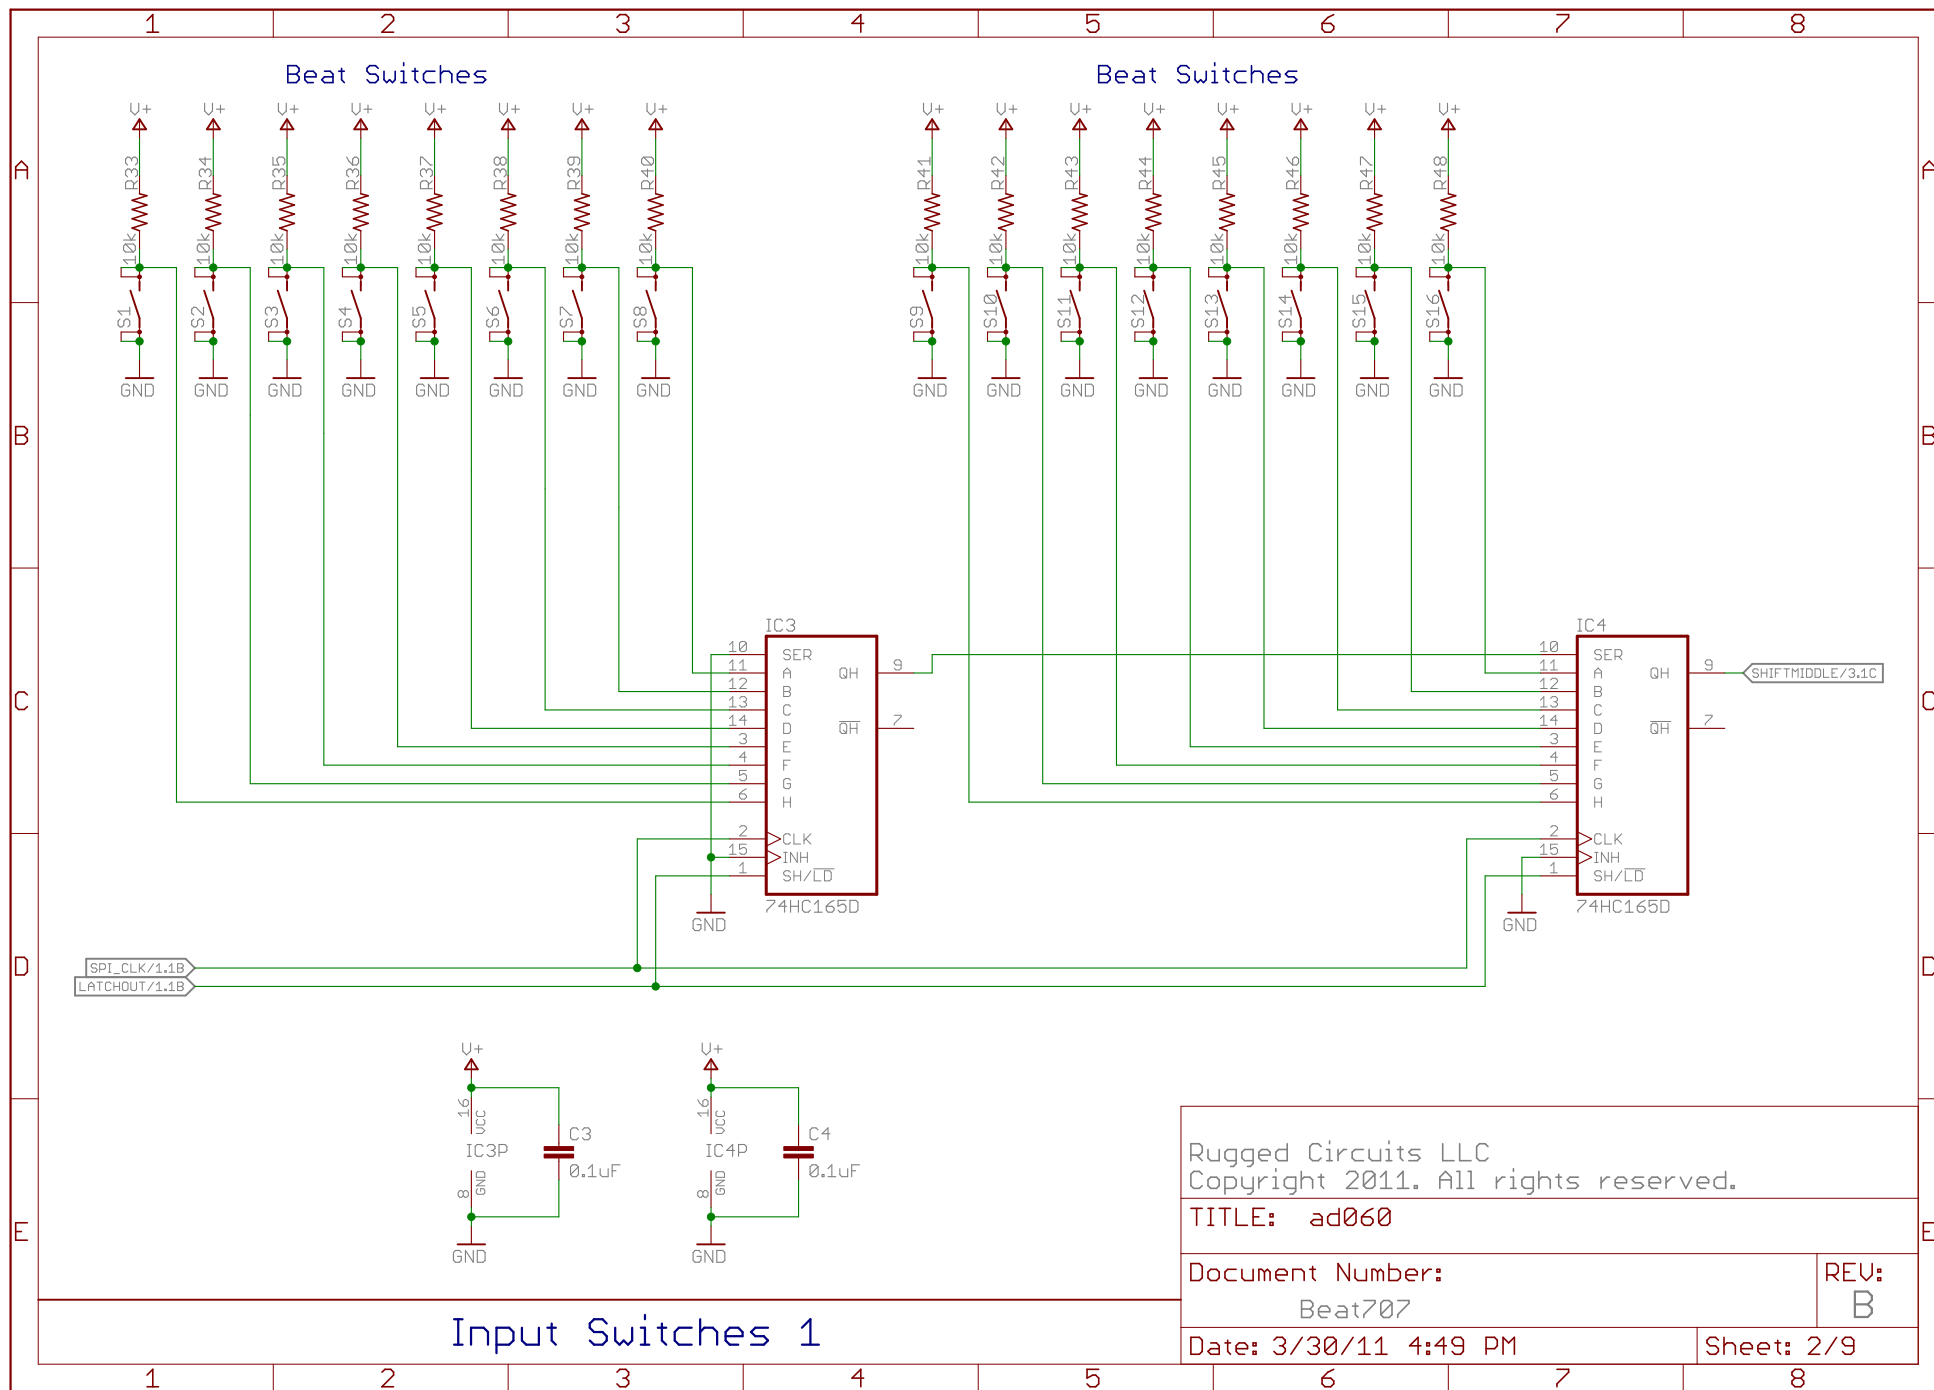 1 2 3 4 5 6 7 8
Beat Switches Beat Switches
V+ V+ V+ V+ V+ V+ V+ V+ V+ V+ V+ V+ V+ V+ V+ V+
A A
R33 R34 R35 R36 R37 R38 R39 R40 R41 R42 R43 R44 R45 R46 R47 R48
10k 10k 10k 10k 10k 10k 10k 10k 10k 10k 10k 10k 10k 10k 10k 10k
S1 S2 S3 S4 S5 S6 S7 S8 S9 S10 S11 S12 S13 S14 S15 S16
GND GND GND GND GND GND GND GND GND GND GND GND GND GND GND GND
B B
IC3 IC4
10 SER 10 SER
11 A QH 9 11 A QH 9 SHIFTMIDDLE/3.1C
12 B 12 B
C C
13 C 13 C
14 D QH 7 14 D QH 7
3 E 3 E
4 F 4 F
5 G 5 G
6 H 6 H
2 CLK 2 CLK
15 INH 15 INH
1 SH/LD 1 SH/LD
74HC165D 74HC165D
GND GND
D D
SPI_CLK/1.1B
LATCHOUT/1.1B
V+ V+
16 VCC 16 VCC
C3 C4
IC3P IC4P
0.1uF 0.1uF
8 GND 8 GND
GND GND
E E
Rugged Circuits LLC
Copyright 2011. All rights reserved.
TITLE: ad060
Document Number: REV:
Beat707 B
Input Switches 1
Date: 3/30/11 4:49 PM Sheet: 2/9
1 2 3 4 5 6 7 8